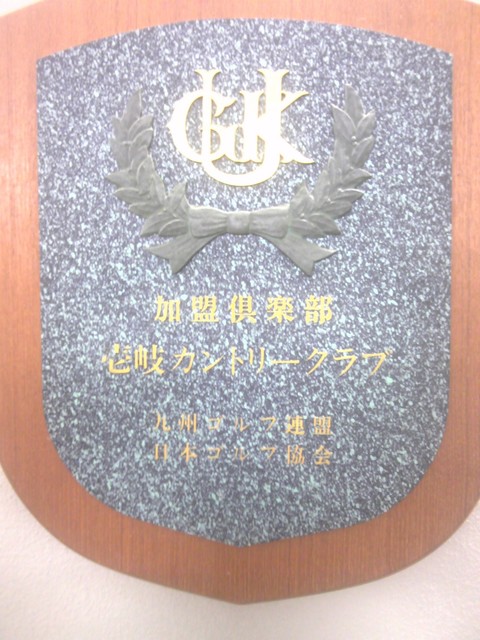 加盟倶楽部
壱岐カントリークラブ
九州ゴルフ連盟
日本ゴルフ協会